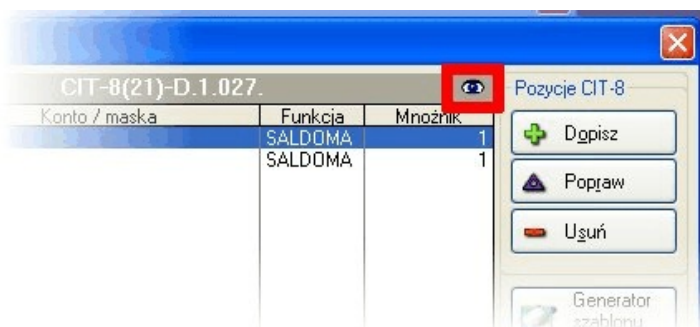 CIT-8(21)-D.1.027.
Pozycje CIT-8
Konto / maska Funkcja Mnożnik
SALDOMA 1
SALDOMA 1
Dopisz
Popraw
Usuń
Generator
szablonu